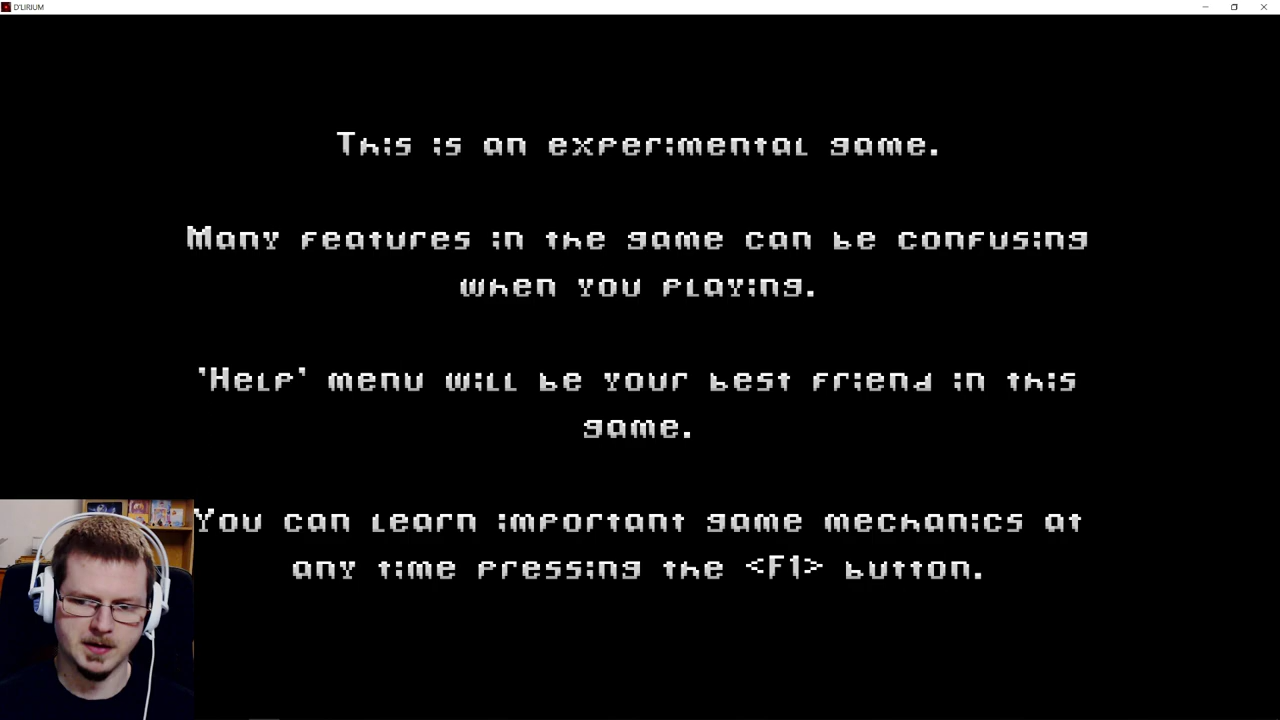 D'LIRIUM
This is an experimental game.
Many features in the game can be confusing
when you playing.
'Help' menu will be your best friend in this
game.
You can learn important game mechanics at
any time pressing the <F1> button.